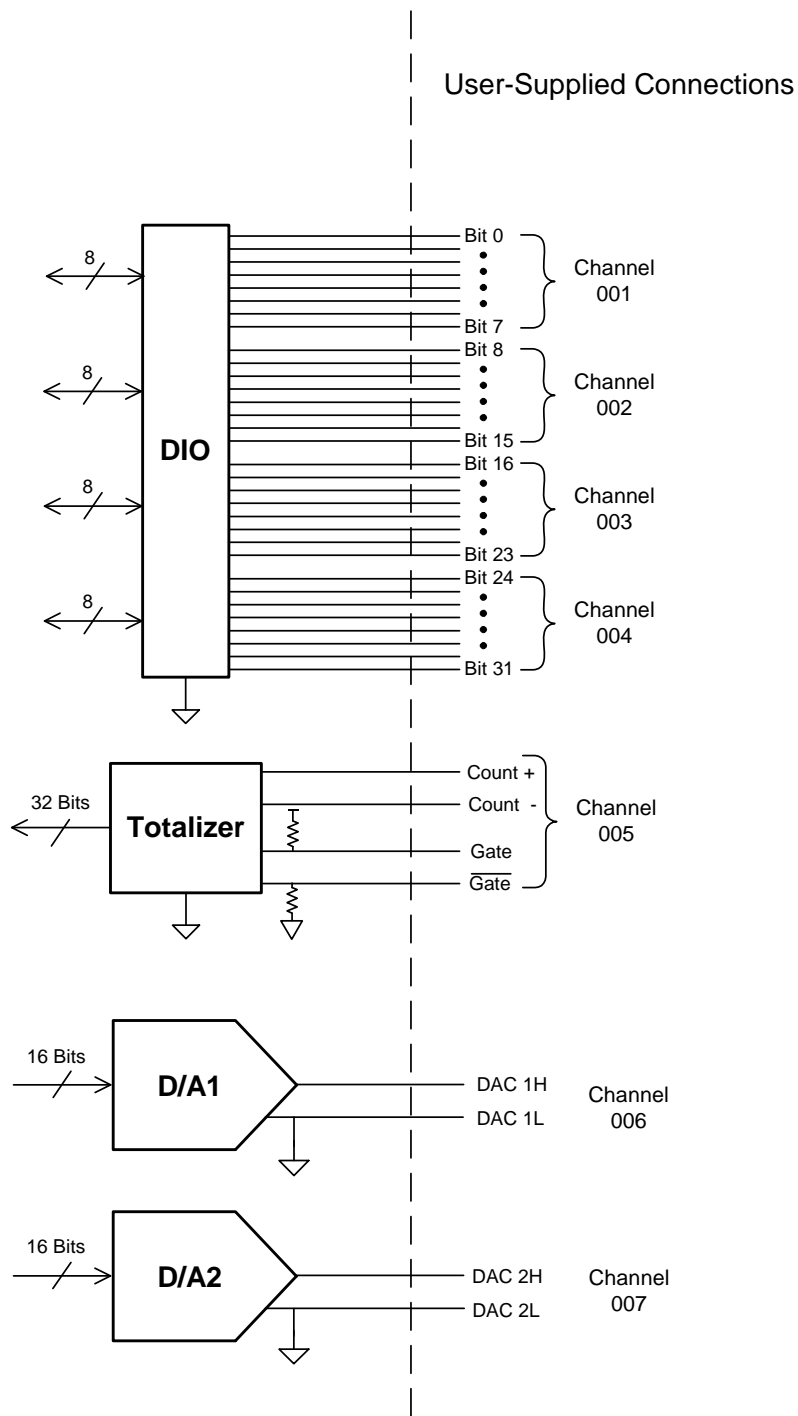 User-Supplied Connections
8
8
8
8
DIO
Bit 0
Bit 7
Bit 8
Bit 15
Bit 16
Bit 23
Bit 24
Bit 31
Channel
001
Channel
002
Channel
003
Channel
004
32 Bits
Totalizer
Count +
Count -
Gate
Gate
Channel
005
16 Bits
D/A1
DAC 1H
DAC 1L
Channel
006
16 Bits
D/A2
DAC 2H
DAC 2L
Channel
007